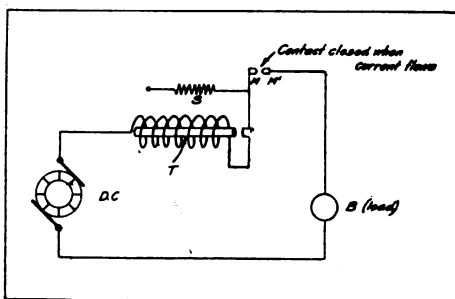 Contact closed when
current flows
M M'
S
T
D.C
B (load)